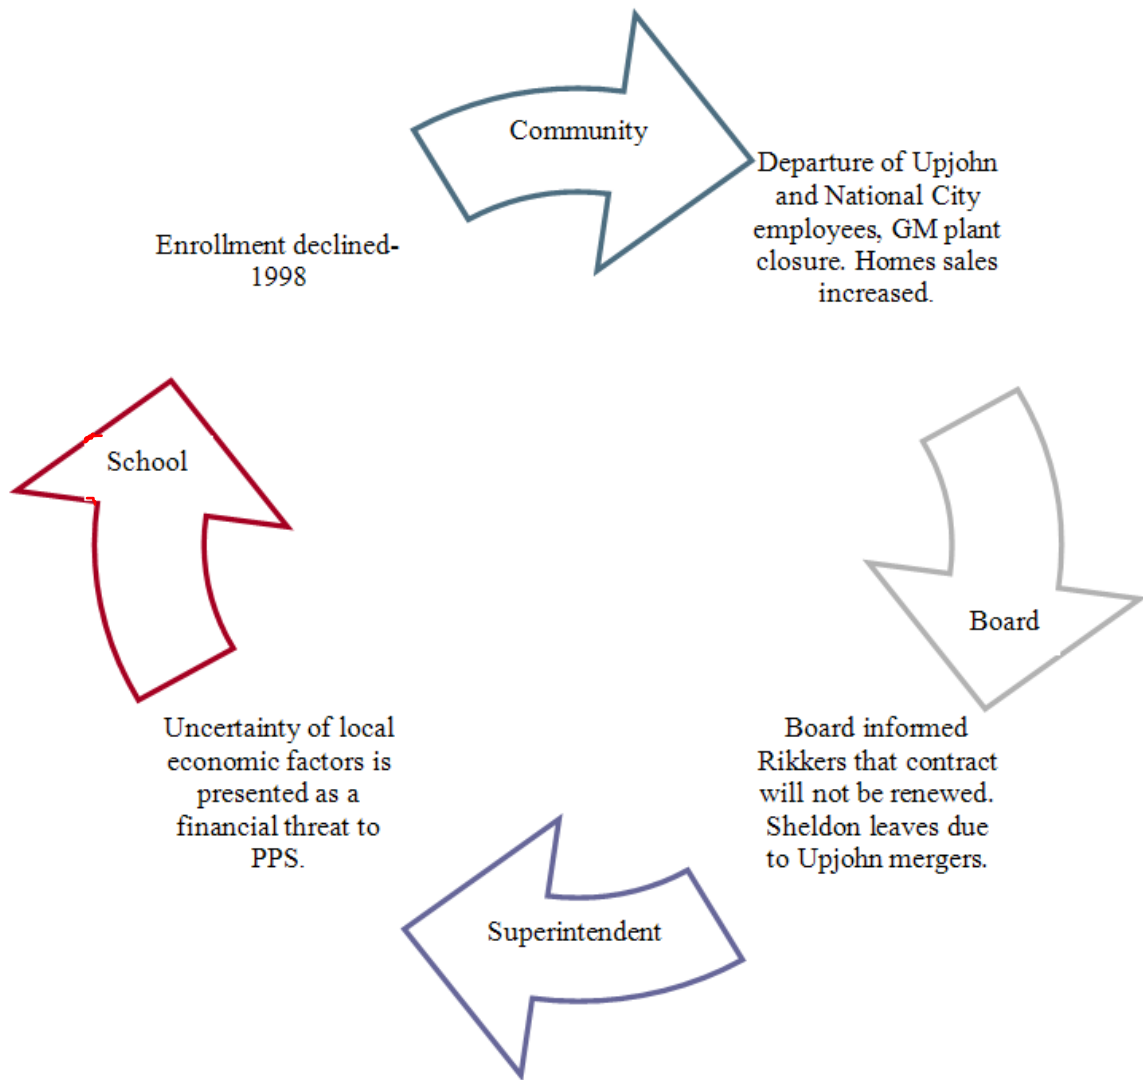 Community
Departure of Upjohn
and National City
employees, GM plant
closure. Homes sales
increased.
Board
Board informed
Rikkers that contract
will not be renewed.
Sheldon leaves due
to Upjohn mergers.
Superintendent
Uncertainty of local
economic factors is
presented as a
financial threat to
PPS.
School
Enrollment declined-
1998